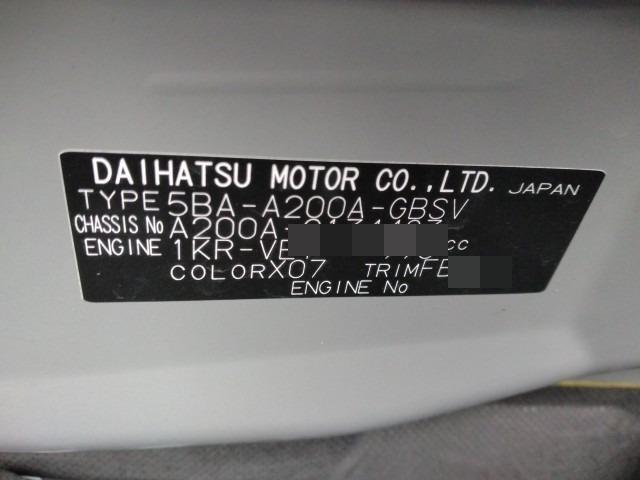 DAIHATSU MOTOR CO.,LTD. JAPAN
TYPE 5BA-A200A-GBSV
CHASSIS No A200A-
ENGINE 1KR-VE cc
COLOR X07 TRIM FE
ENGINE No